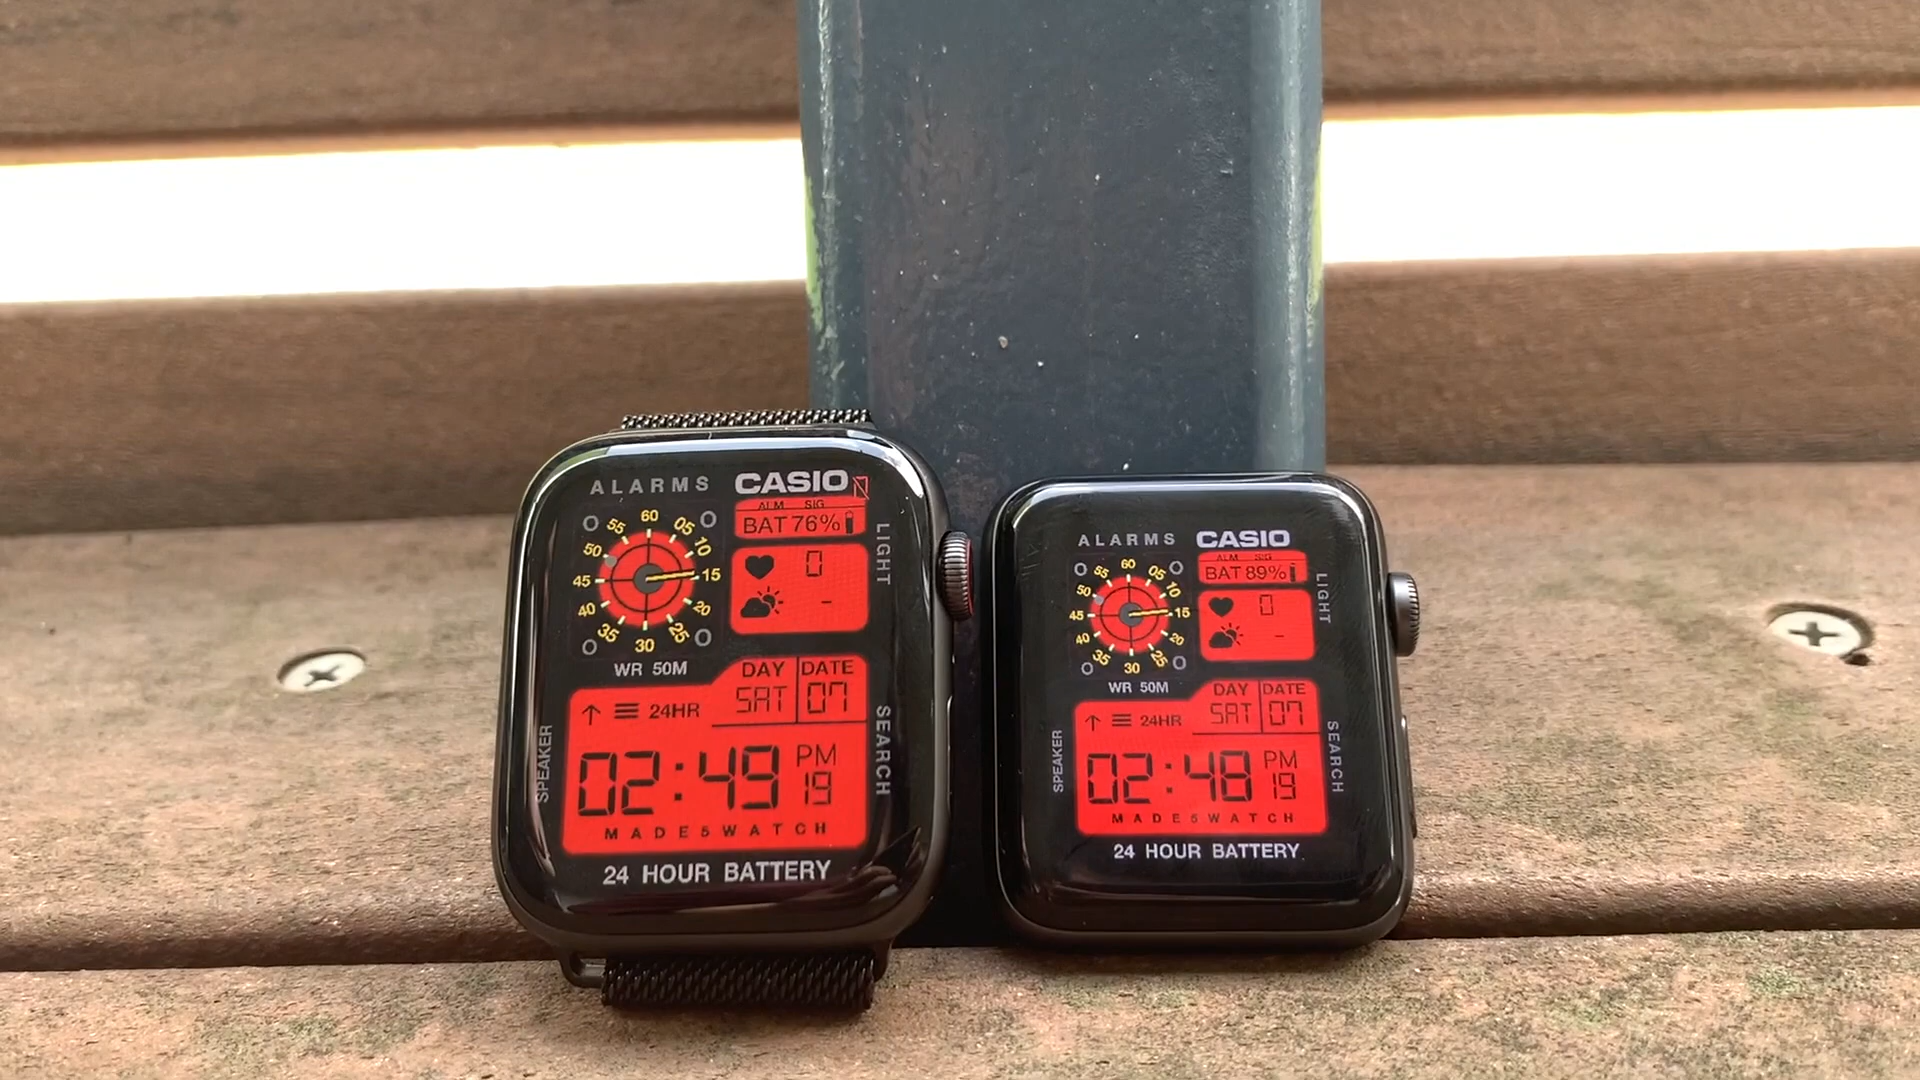 ALARMS CASIO
ALM SIG
BAT 76%
60 05 10 15 20 25 30 35 40 45 50 55
0
-
LIGHT
WR 50M
DAY DATE
SAT 07
24HR
02:49 PM 19
MADE5WATCH
SPEAKER
SEARCH
24 HOUR BATTERY
ALARMS CASIO
ALM SIG
BAT 89%
60 05 10 15 20 25 30 35 40 45 50 55
0
-
LIGHT
WR 50M
DAY DATE
SAT 07
24HR
02:48 PM 19
MADE5WATCH
SPEAKER
SEARCH
24 HOUR BATTERY